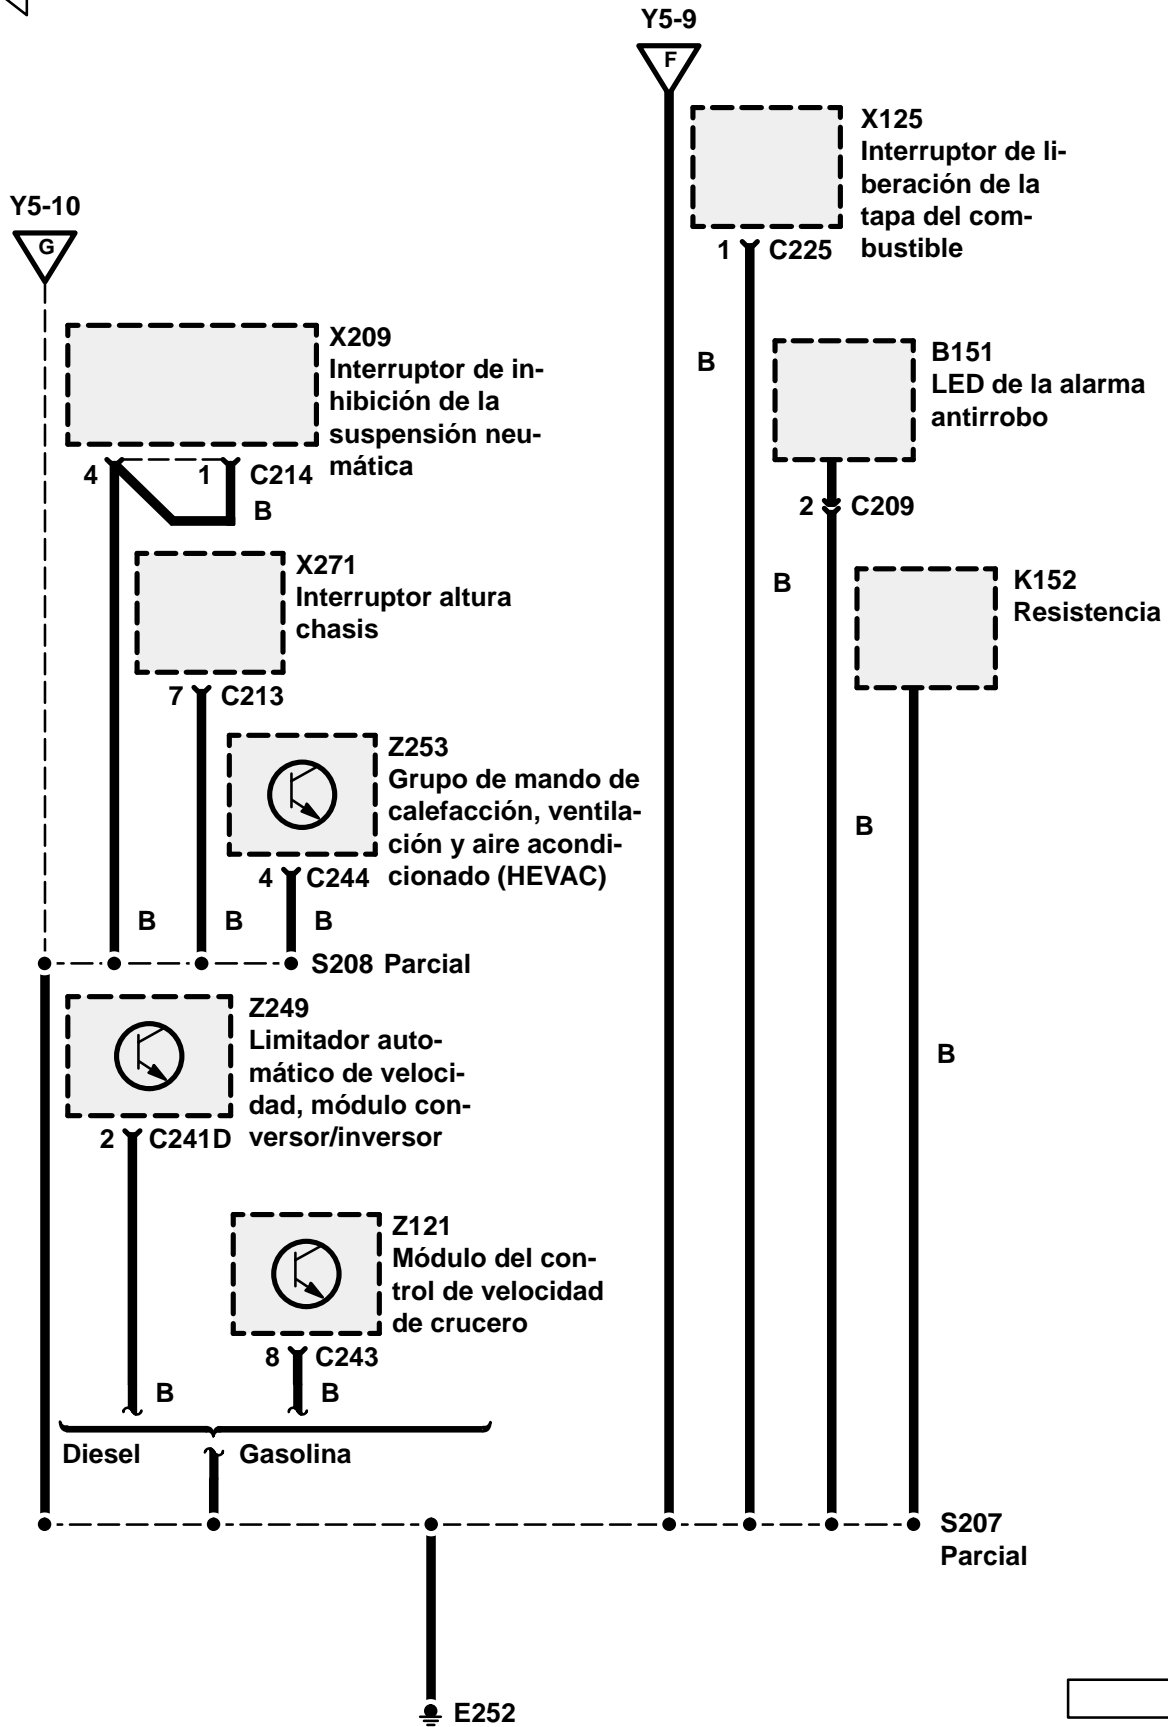 Y5-9
F
X125
Interruptor de li-
beración de la
tapa del com-
bustible
1 C225
Y5-10
G
X209
Interruptor de in-
hibición de la
suspensión neu-
mática
4 1 C214
B
B
B151
LED de la alarma
antirrobo
2 C209
X271
Interruptor altura
chasis
7 C213
B
K152
Resistencia
Z253
Grupo de mando de
calefacción, ventila-
ción y aire acondi-
cionado (HEVAC)
4 C244
B
B B B
S208 Parcial
Z249
Limitador auto-
mático de veloci-
dad, módulo con-
versor/inversor
2 C241D
B
Z121
Módulo del con-
trol de velocidad
de crucero
8 C243
B B
Diesel Gasolina
S207
Parcial
E252